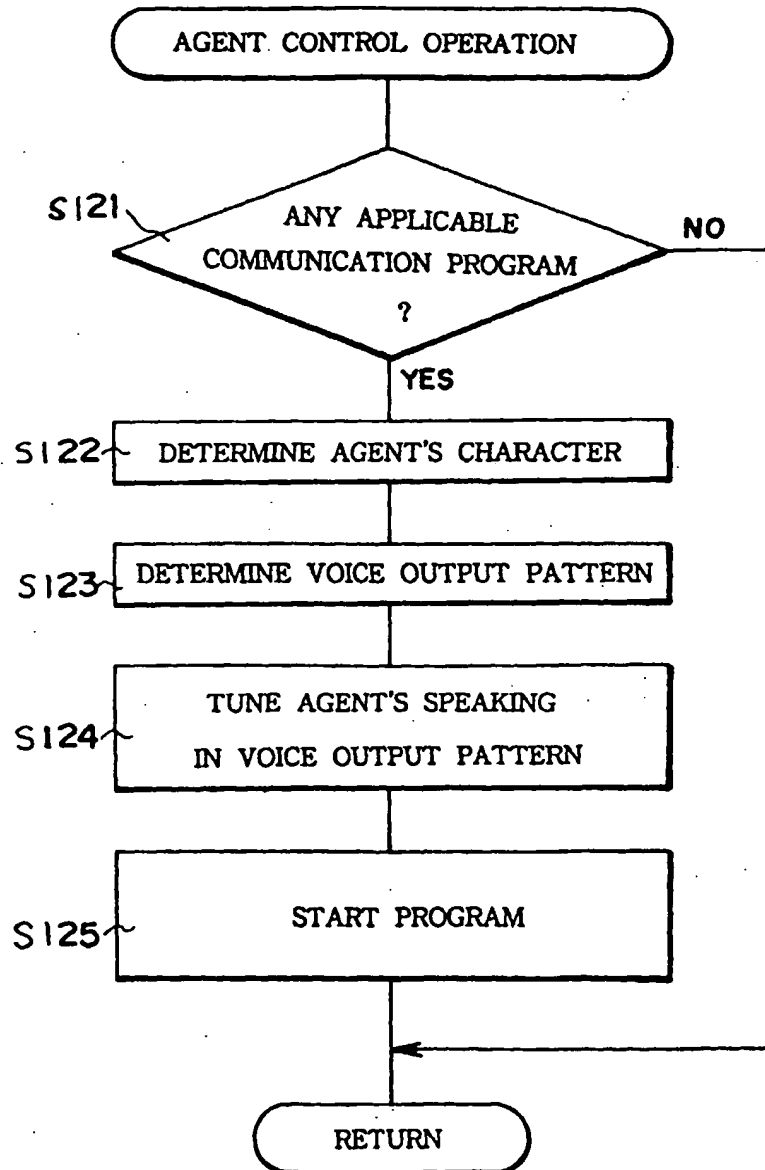 AGENT CONTROL OPERATION
S121
ANY APPLICABLE
COMMUNICATION PROGRAM
?
NO
YES
S122
DETERMINE AGENT'S CHARACTER
S123
DETERMINE VOICE OUTPUT PATTERN
S124
TUNE AGENT'S SPEAKING
IN VOICE OUTPUT PATTERN
S125
START PROGRAM
RETURN